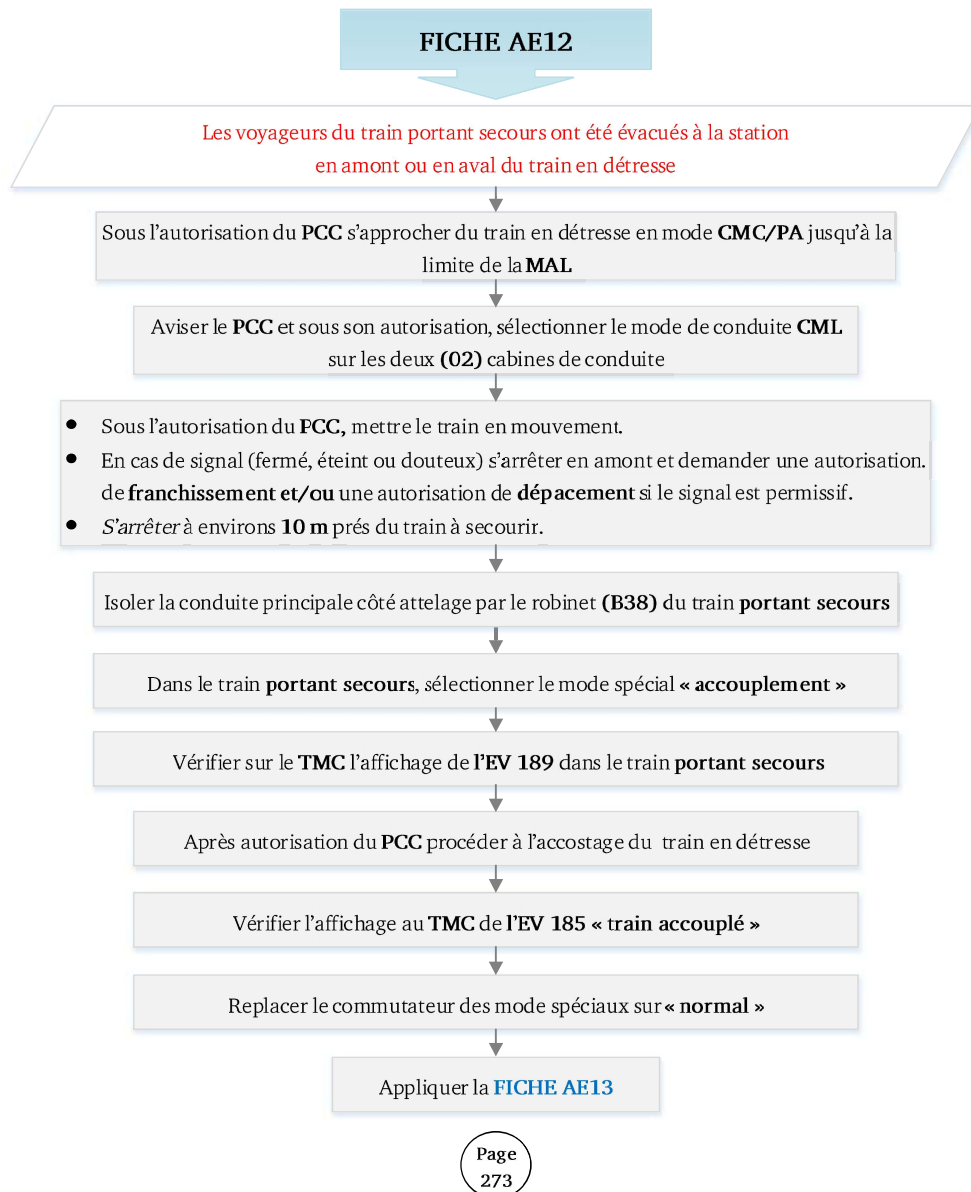 FICHE AE12
Les voyageurs du train portant secours ont été évacués à la station
en amont ou en aval du train en détresse
Sous l'autorisation du PCC s'approcher du train en détresse en mode CMC/PA jusqu'à la
limite de la MAL
Aviser le PCC et sous son autorisation, sélectionner le mode de conduite CML
sur les deux (02) cabines de conduite
• Sous l'autorisation du PCC, mettre le train en mouvement.
• En cas de signal (fermé, éteint ou douteux) s'arrêter en amont et demander une autorisation.
de franchissement et/ou une autorisation de dépacement si le signal est permissif.
• S'arrêter à environs 10 m prés du train à secourir.
Isoler la conduite principale côté attelage par le robinet (B38) du train portant secours
Dans le train portant secours, sélectionner le mode spécial « accouplement »
Vérifier sur le TMC l'affichage de l'EV 189 dans le train portant secours
Après autorisation du PCC procéder à l'accostage du train en détresse
Vérifier l'affichage au TMC de l'EV 185 « train accouplé »
Replacer le commutateur des mode spéciaux sur « normal »
Appliquer la FICHE AE13
Page
273